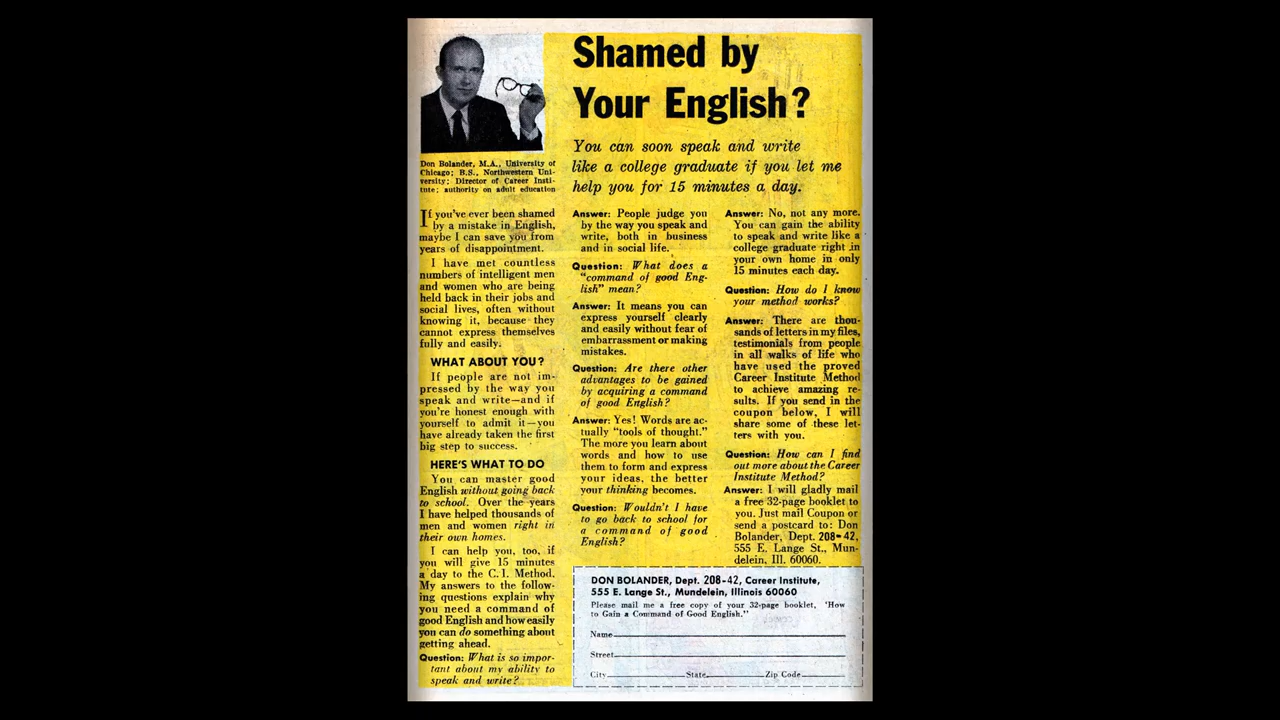 Shamed by
Your English?
You can soon speak and write
like a college graduate if you let me
help you for 15 minutes a day.
Don Bolander, M.A., University of
Chicago; B.S., Northwestern Uni-
versity; Director of Career Insti-
tute; authority on adult education
If you've ever been shamed
by a mistake in English,
maybe I can save you from
years of disappointment.
I have met countless
numbers of intelligent men
and women who are being
held back in their jobs and
social lives, often without
knowing it, because they
cannot express themselves
fully and easily.
WHAT ABOUT YOU?
If people are not im-
pressed by the way you
speak and write—and if
you're honest enough with
yourself to admit it—you
have already taken the first
big step to success.
HERE'S WHAT TO DO
You can master good
English without going back
to school. Over the years
I have helped thousands of
men and women right in
their own homes.
I can help you, too, if
you will give 15 minutes
a day to the C. I. Method.
My answers to the follow-
ing questions explain why
you need a command of
good English and how easily
you can do something about
getting ahead.
Question: What is so impor-
tant about my ability to
speak and write?
Answer: People judge you
by the way you speak and
write, both in business
and in social life.
Question: What does a
"command of good Eng-
lish" mean?
Answer: It means you can
express yourself clearly
and easily without fear of
embarrassment or making
mistakes.
Question: Are there other
advantages to be gained
by acquiring a command
of good English?
Answer: Yes! Words are ac-
tually "tools of thought."
The more you learn about
words and how to use
them to form and express
your ideas, the better
your thinking becomes.
Question: Wouldn't I have
to go back to school for
a command of good
English?
Answer: No, not any more.
You can gain the ability
to speak and write like a
college graduate right in
your own home in only
15 minutes each day.
Question: How do I know
your method works?
Answer: There are thou-
sands of letters in my files,
testimonials from people
in all walks of life who
have used the proved
Career Institute Method
to achieve amazing re-
sults. If you send in the
coupon below, I will
share some of these let-
ters with you.
Question: How can I find
out more about the Career
Institute Method?
Answer: I will gladly mail
a free 32-page booklet to
you. Just mail Coupon or
send a postcard to: Don
Bolander, Dept. 208-42,
555 E. Lange St., Mun-
delein, Ill. 60060.
DON BOLANDER, Dept. 208-42, Career Institute,
555 E. Lange St., Mundelein, Illinois 60060
Please mail me a free copy of your 32-page booklet, 'How
to Gain a Command of Good English."
Name
Street
City State Zip Code